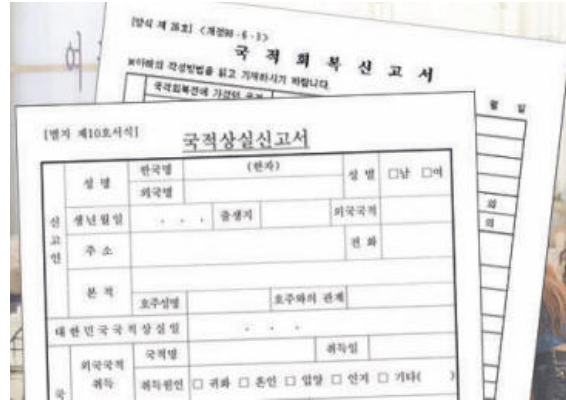 [양식 제 26호] <개정98·6·3>
국 적 회 복 신 고 서
※아래의 작성방법을 읽고 기재하시기 바랍니다.
국적회복전에 가졌던 국적
월 일
[별지 제10호서식]
국적상실신고서
신고인
성 명
한국명
(한자)
성 별
□남 □여
외국명
생년월일
. . .
출생지
외국국적
주 소
전 화
본 적
호주성명
호주와의 관계
대한민국국적상실일
. . .
국
외국국적
취득
국적명
취득일
취득원인
□ 귀화 □ 혼인 □ 입양 □ 인지 □ 기타( )